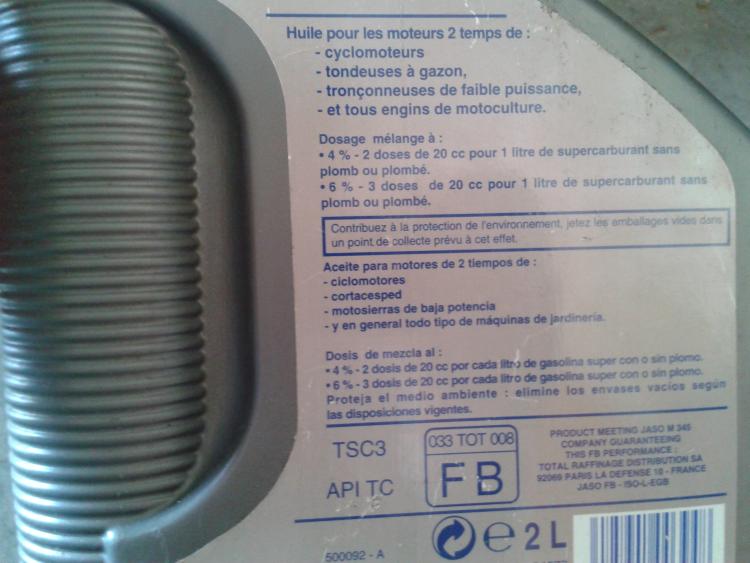 Huile pour les moteurs 2 temps de :
- cyclomoteurs
- tondeuses à gazon,
- tronçonneuses de faible puissance,
- et tous engins de motoculture.
Dosage mélange à :
• 4 % - 2 doses de 20 cc pour 1 litre de supercarburant sans
plomb ou plombé.
• 6 % - 3 doses de 20 cc pour 1 litre de supercarburant sans
plomb ou plombé.
Contribuez à la protection de l'environnement, jetez les emballages vides dans
un point de collecte prévu à cet effet.
Aceite para motores de 2 tiempos de :
- ciclomotores
- cortacesped
- motosierras de baja potencia
- y en general todo tipo de máquinas de jardinería.
Dosis de mezcla al :
• 4% - 2 dosis de 20 cc por cada litro de gasolina super con o sin plomo.
• 6% - 3 dosis de 20 cc por cada litro de gasolina super con o sin plomo.
Proteja el medio ambiente : elimine los envases vacios según
las disposiciones vigentes.
TSC3
API TC
033 TOT 008
FB
PRODUCT MEETING JASO M 345
COMPANY GUARANTEEING
THIS FB PERFORMANCE :
TOTAL RAFFINAGE DISTRIBUTION SA
92069 PARIS LA DEFENSE 10 - FRANCE
JASO FB - ISO-L-EGB
e 2 L
500092 - A